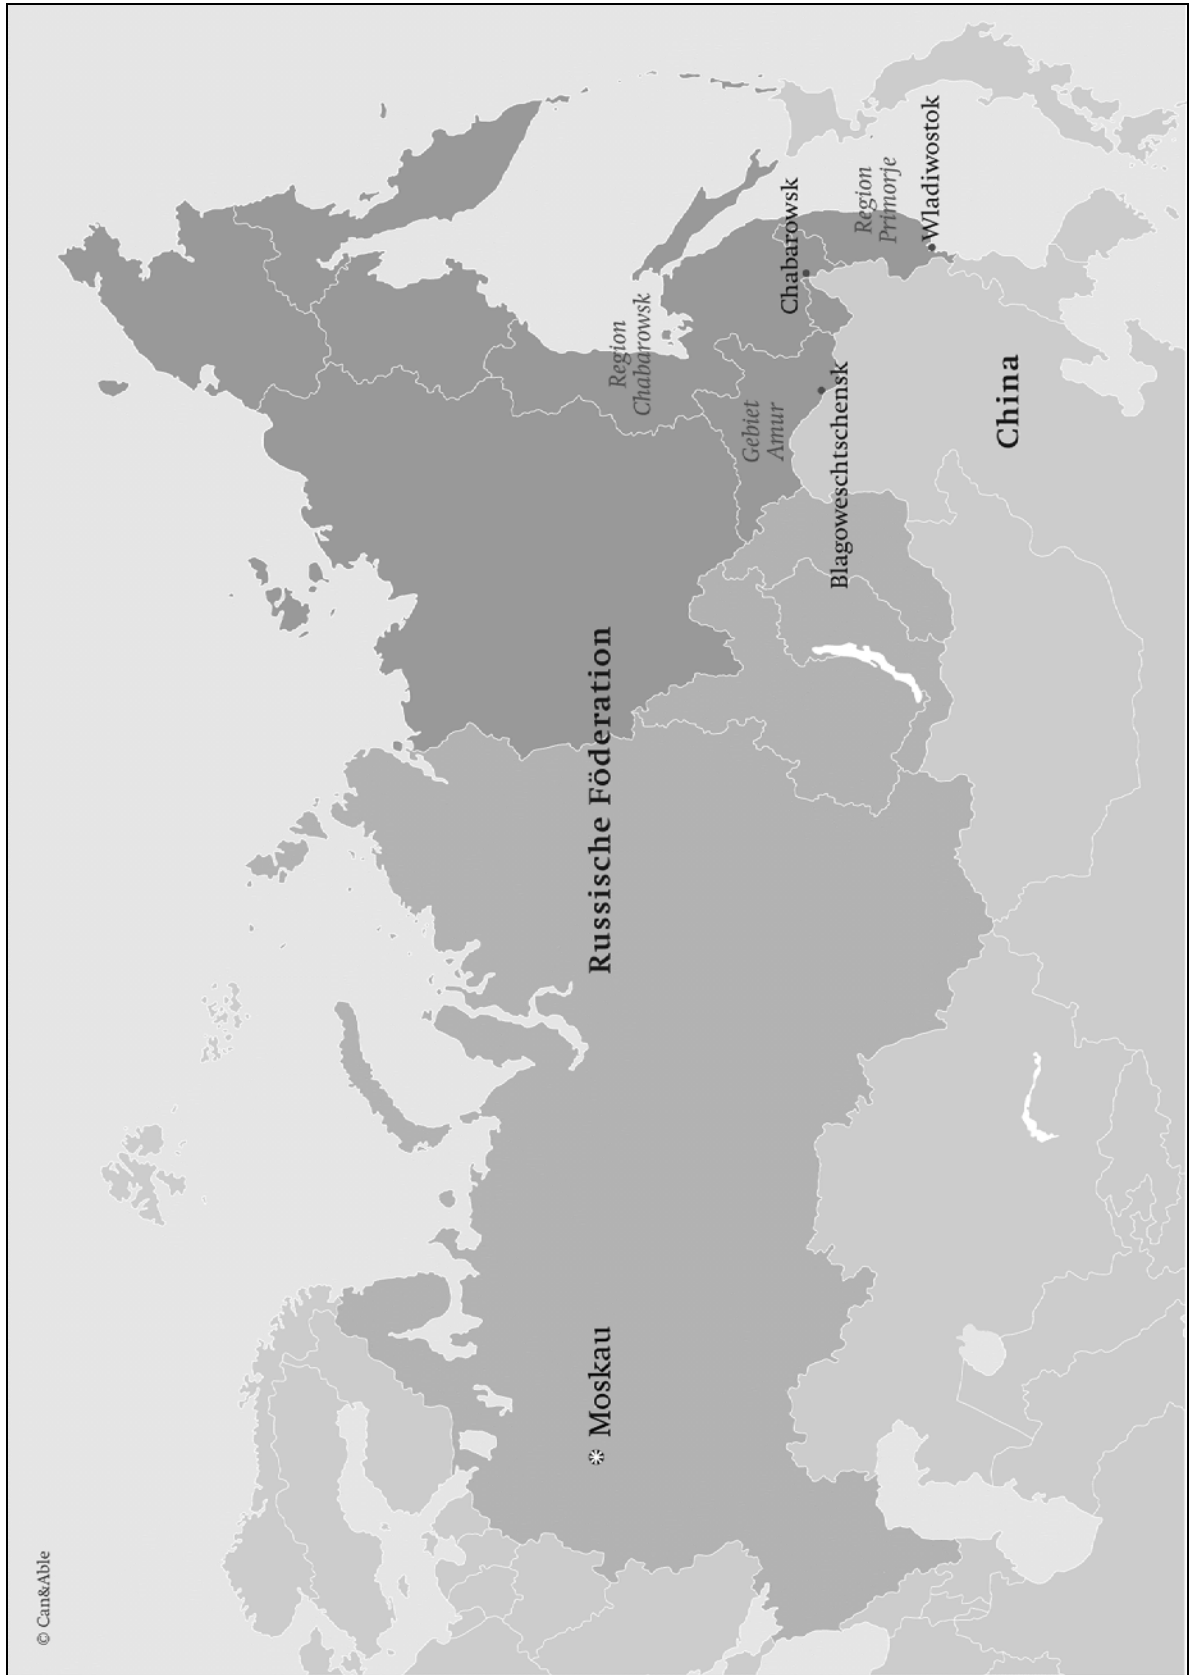 © Can&Able
Russische Föderation
Moskau
Region
Chabarowsk
Gebiet
Amur
Chabarowsk
Blagoweschtschensk
Region
Primorje
Wladiwostok
China